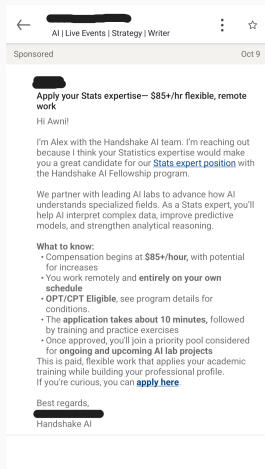 AI | Live Events | Strategy | Writer
Sponsored
Oct 9
Apply your Stats expertise— $85+/hr flexible, remote
work
Hi Awni!
I'm Alex with the Handshake AI team. I'm reaching out
because I think your Statistics expertise would make
you a great candidate for our Stats expert position with
the Handshake AI Fellowship program.
We partner with leading AI labs to advance how AI
understands specialized fields. As a Stats expert, you'll
help AI interpret complex data, improve predictive
models, and strengthen analytical reasoning.
What to know:
• Compensation begins at $85+/hour, with potential
for increases
• You work remotely and entirely on your own
schedule
• OPT/CPT Eligible, see program details for
conditions.
• The application takes about 10 minutes, followed
by training and practice exercises
• Once approved, you'll join a priority pool considered
for ongoing and upcoming AI lab projects
This is paid, flexible work that applies your academic
training while building your professional profile.
If you're curious, you can apply here.
Best regards,
Handshake AI